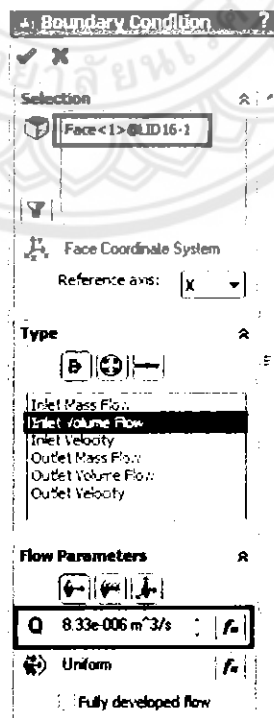 Boundary Condition ?
Selection
Face<1>@LID16-1
Face Coordinate System
Reference axis: X
Type
Inlet Mass Flow
Inlet Volume Flow
Inlet Velocity
Outlet Mass Flow
Outlet Volume Flow
Outlet Velocity
Flow Parameters
Q 8.33e-006 m^3/s
Uniform
Fully developed flow